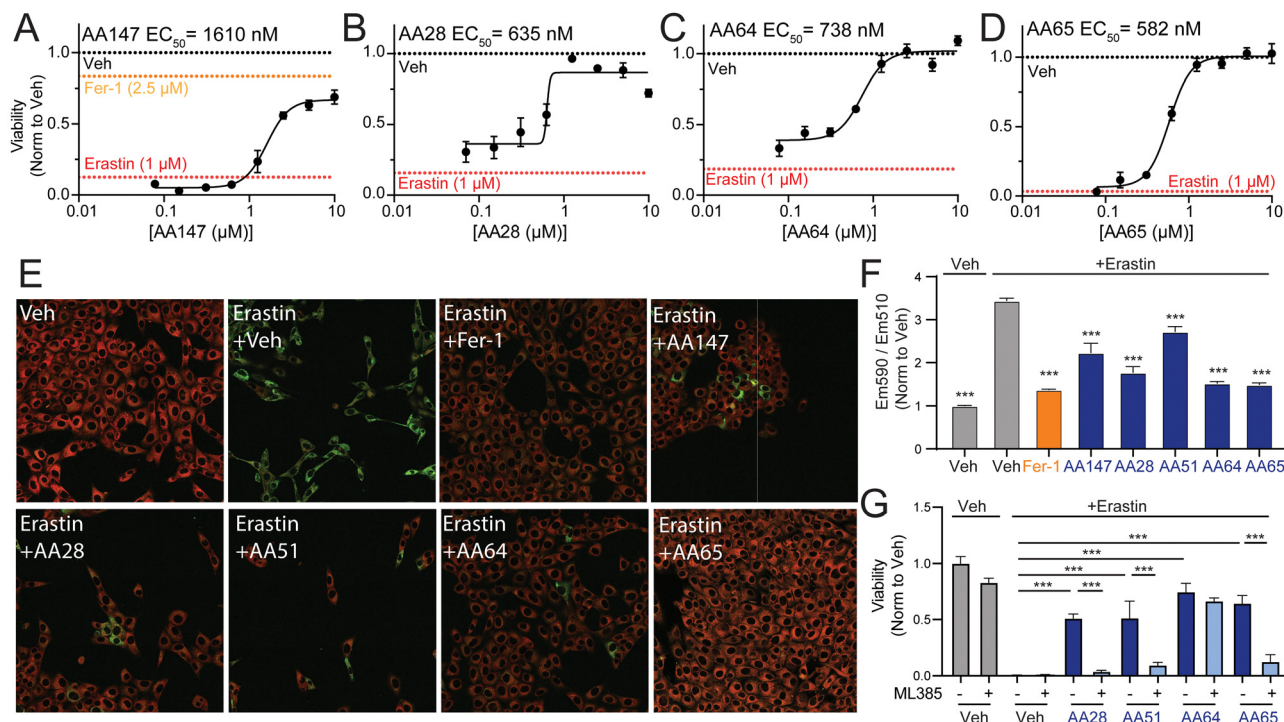 A
AA147 EC50 = 1610 nM
1.0
Veh
Fer-1 (2.5 µM)
0.5
Erastin (1 µM)
0.0
0.01
0.1
1
10
[AA147 (µM)]
Viability
(Norm to Veh)
B
AA28 EC50 = 635 nM
1.0
Veh
0.5
Erastin (1 µM)
0.0
0.01
0.1
1
10
[AA28 (µM)]
C
AA64 EC50 = 738 nM
1.0
Veh
0.5
Erastin (1 µM)
0.0
0.01
0.1
1
10
[AA64 (µM)]
D
AA65 EC50 = 582 nM
1.0
Veh
0.5
Erastin (1 µM)
0.0
0.01
0.1
1
10
[AA65 (µM)]
E
Veh
Erastin
+Veh
Erastin
+Fer-1
Erastin
+AA147
Erastin
+AA28
Erastin
+AA51
Erastin
+AA64
Erastin
+AA65
F
Veh
+Erastin
Em590 / Em510
(Norm to Veh)
4
3
2
1
0
***
***
***
***
***
***
***
Veh
Veh
Fer-1
AA147
AA28
AA51
AA64
AA65
G
Veh
+Erastin
Viability
(Norm to Veh)
1.5
1.0
0.5
0.0
***
***
***
***
***
***
***
ML385
-
+
-
+
-
+
-
+
-
+
-
+
Veh
Veh
AA28
AA51
AA64
AA65